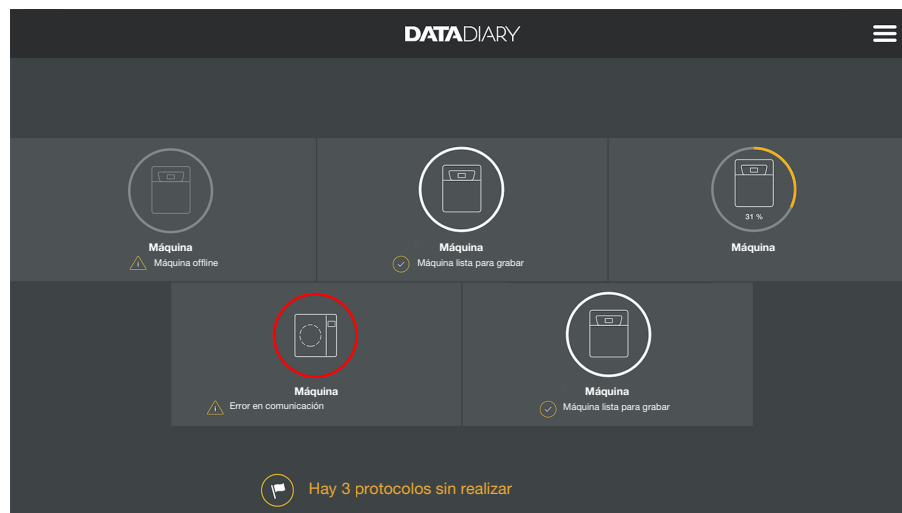 DATADIARY
Máquina
Máquina offline
Máquina
Máquina lista para grabar
31 %
Máquina
Máquina
Error en comunicación
Máquina
Máquina lista para grabar
Hay 3 protocolos sin realizar